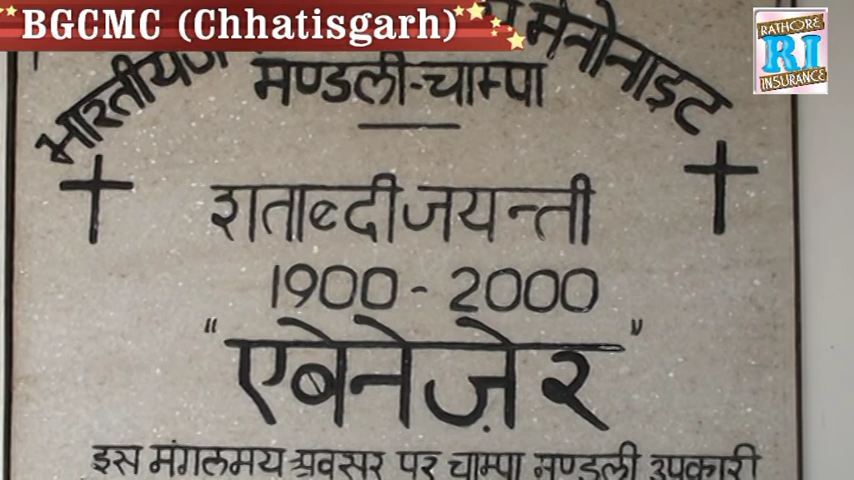 BGCMC (Chhatisgarh)
RATHORE
RI
INSURANCE
भारतीय मेनोनाइट
मण्डली-चाम्पा
शताब्दी जयन्ती
1900 - 2000
"एबेनेज़ेर"
इस मंगलमय अवसर पर चाम्पा मण्डली उपकारी